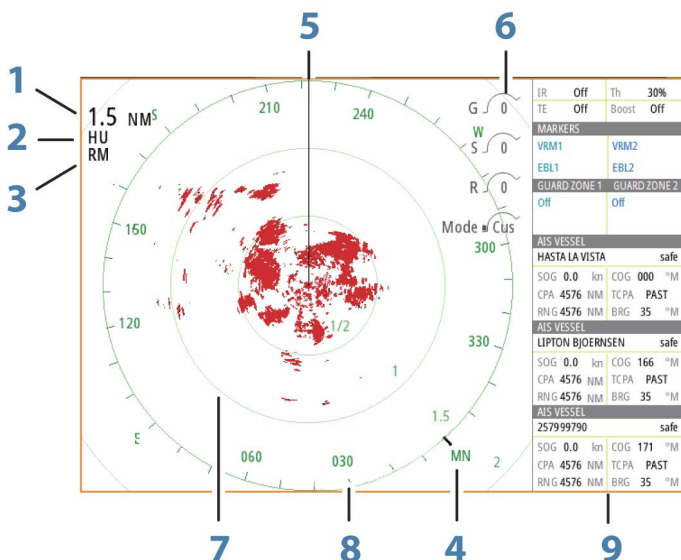 5 6
1
2
3
1.5 NM
HU
RM
S
210
240
W
300
330
MN
030
060
E
120
150
1/2
1
1.5
2
G 0
S 0
R 0
Mode Cus
IR Off Th 30%
TE Off Boost Off
MARKERS
VRM1 VRM2
EBL1 EBL2
GUARD ZONE 1 GUARD ZONE 2
Off Off
AIS VESSEL
HASTA LA VISTA safe
SOG 0.0 kn COG 000 °M
CPA 4576 NM TCPA PAST
RNG 4576 NM BRG 35 °M
AIS VESSEL
LIPTON BJOERNSEN safe
SOG 0.0 kn COG 166 °M
CPA 4576 NM TCPA PAST
RNG 4576 NM BRG 35 °M
AIS VESSEL
257999790 safe
SOG 0.0 kn COG 171 °M
CPA 4576 NM TCPA PAST
RNG 4576 NM BRG 35 °M
7 8 4 9